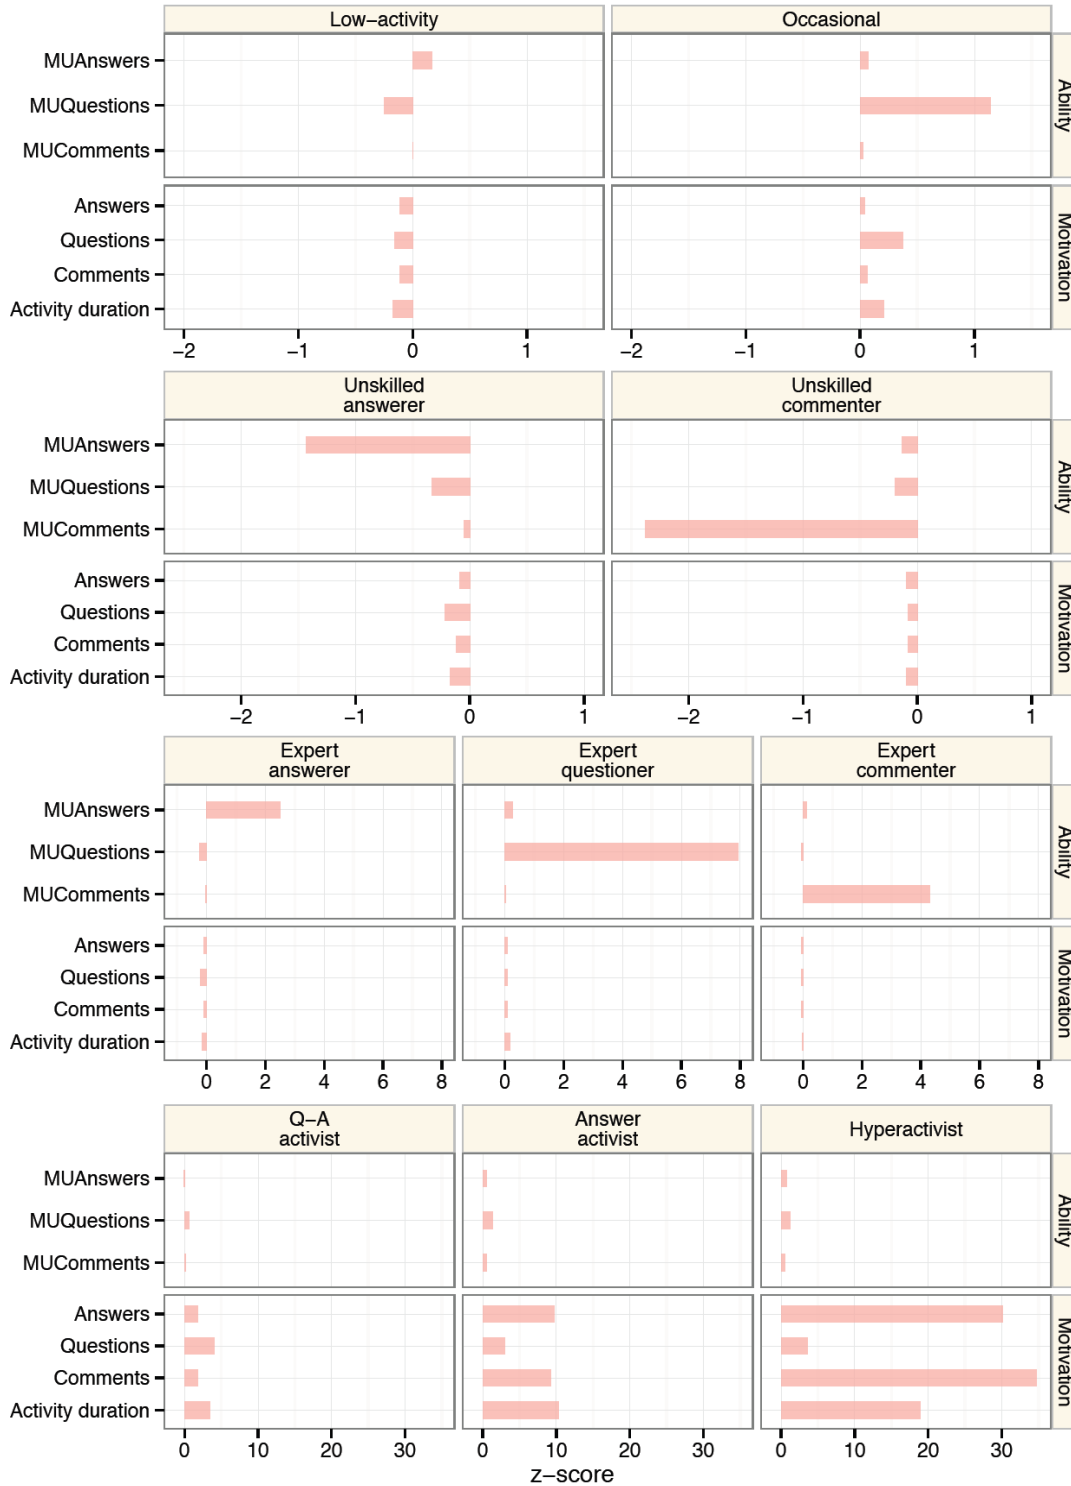 Low−activity
Occasional
MUAnswers
MUQuestions
MUComments
Ability
Answers
Questions
Comments
Activity duration
Motivation
−2 −1 0 1
−2 −1 0 1
Unskilled
answerer
Unskilled
commenter
MUAnswers
MUQuestions
MUComments
Ability
Answers
Questions
Comments
Activity duration
Motivation
−2 −1 0 1
−2 −1 0 1
Expert
answerer
Expert
questioner
Expert
commenter
MUAnswers
MUQuestions
MUComments
Ability
Answers
Questions
Comments
Activity duration
Motivation
0 2 4 6 8
0 2 4 6 8
0 2 4 6 8
Q−A
activist
Answer
activist
Hyperactivist
MUAnswers
MUQuestions
MUComments
Ability
Answers
Questions
Comments
Activity duration
Motivation
0 10 20 30
0 10 20 30
0 10 20 30
z−score